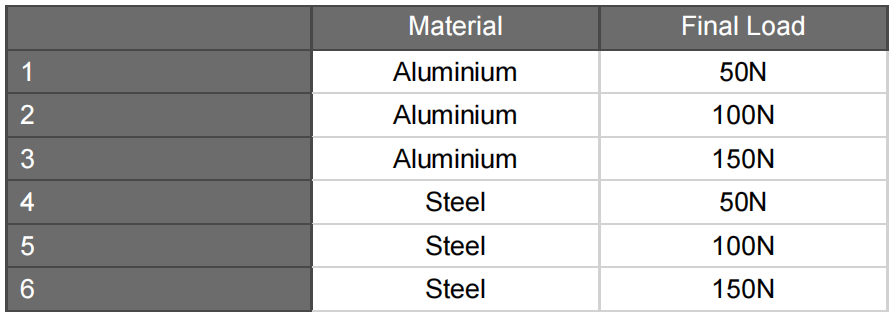 Material Final Load
1 Aluminium 50N
2 Aluminium 100N
3 Aluminium 150N
4 Steel 50N
5 Steel 100N
6 Steel 150N